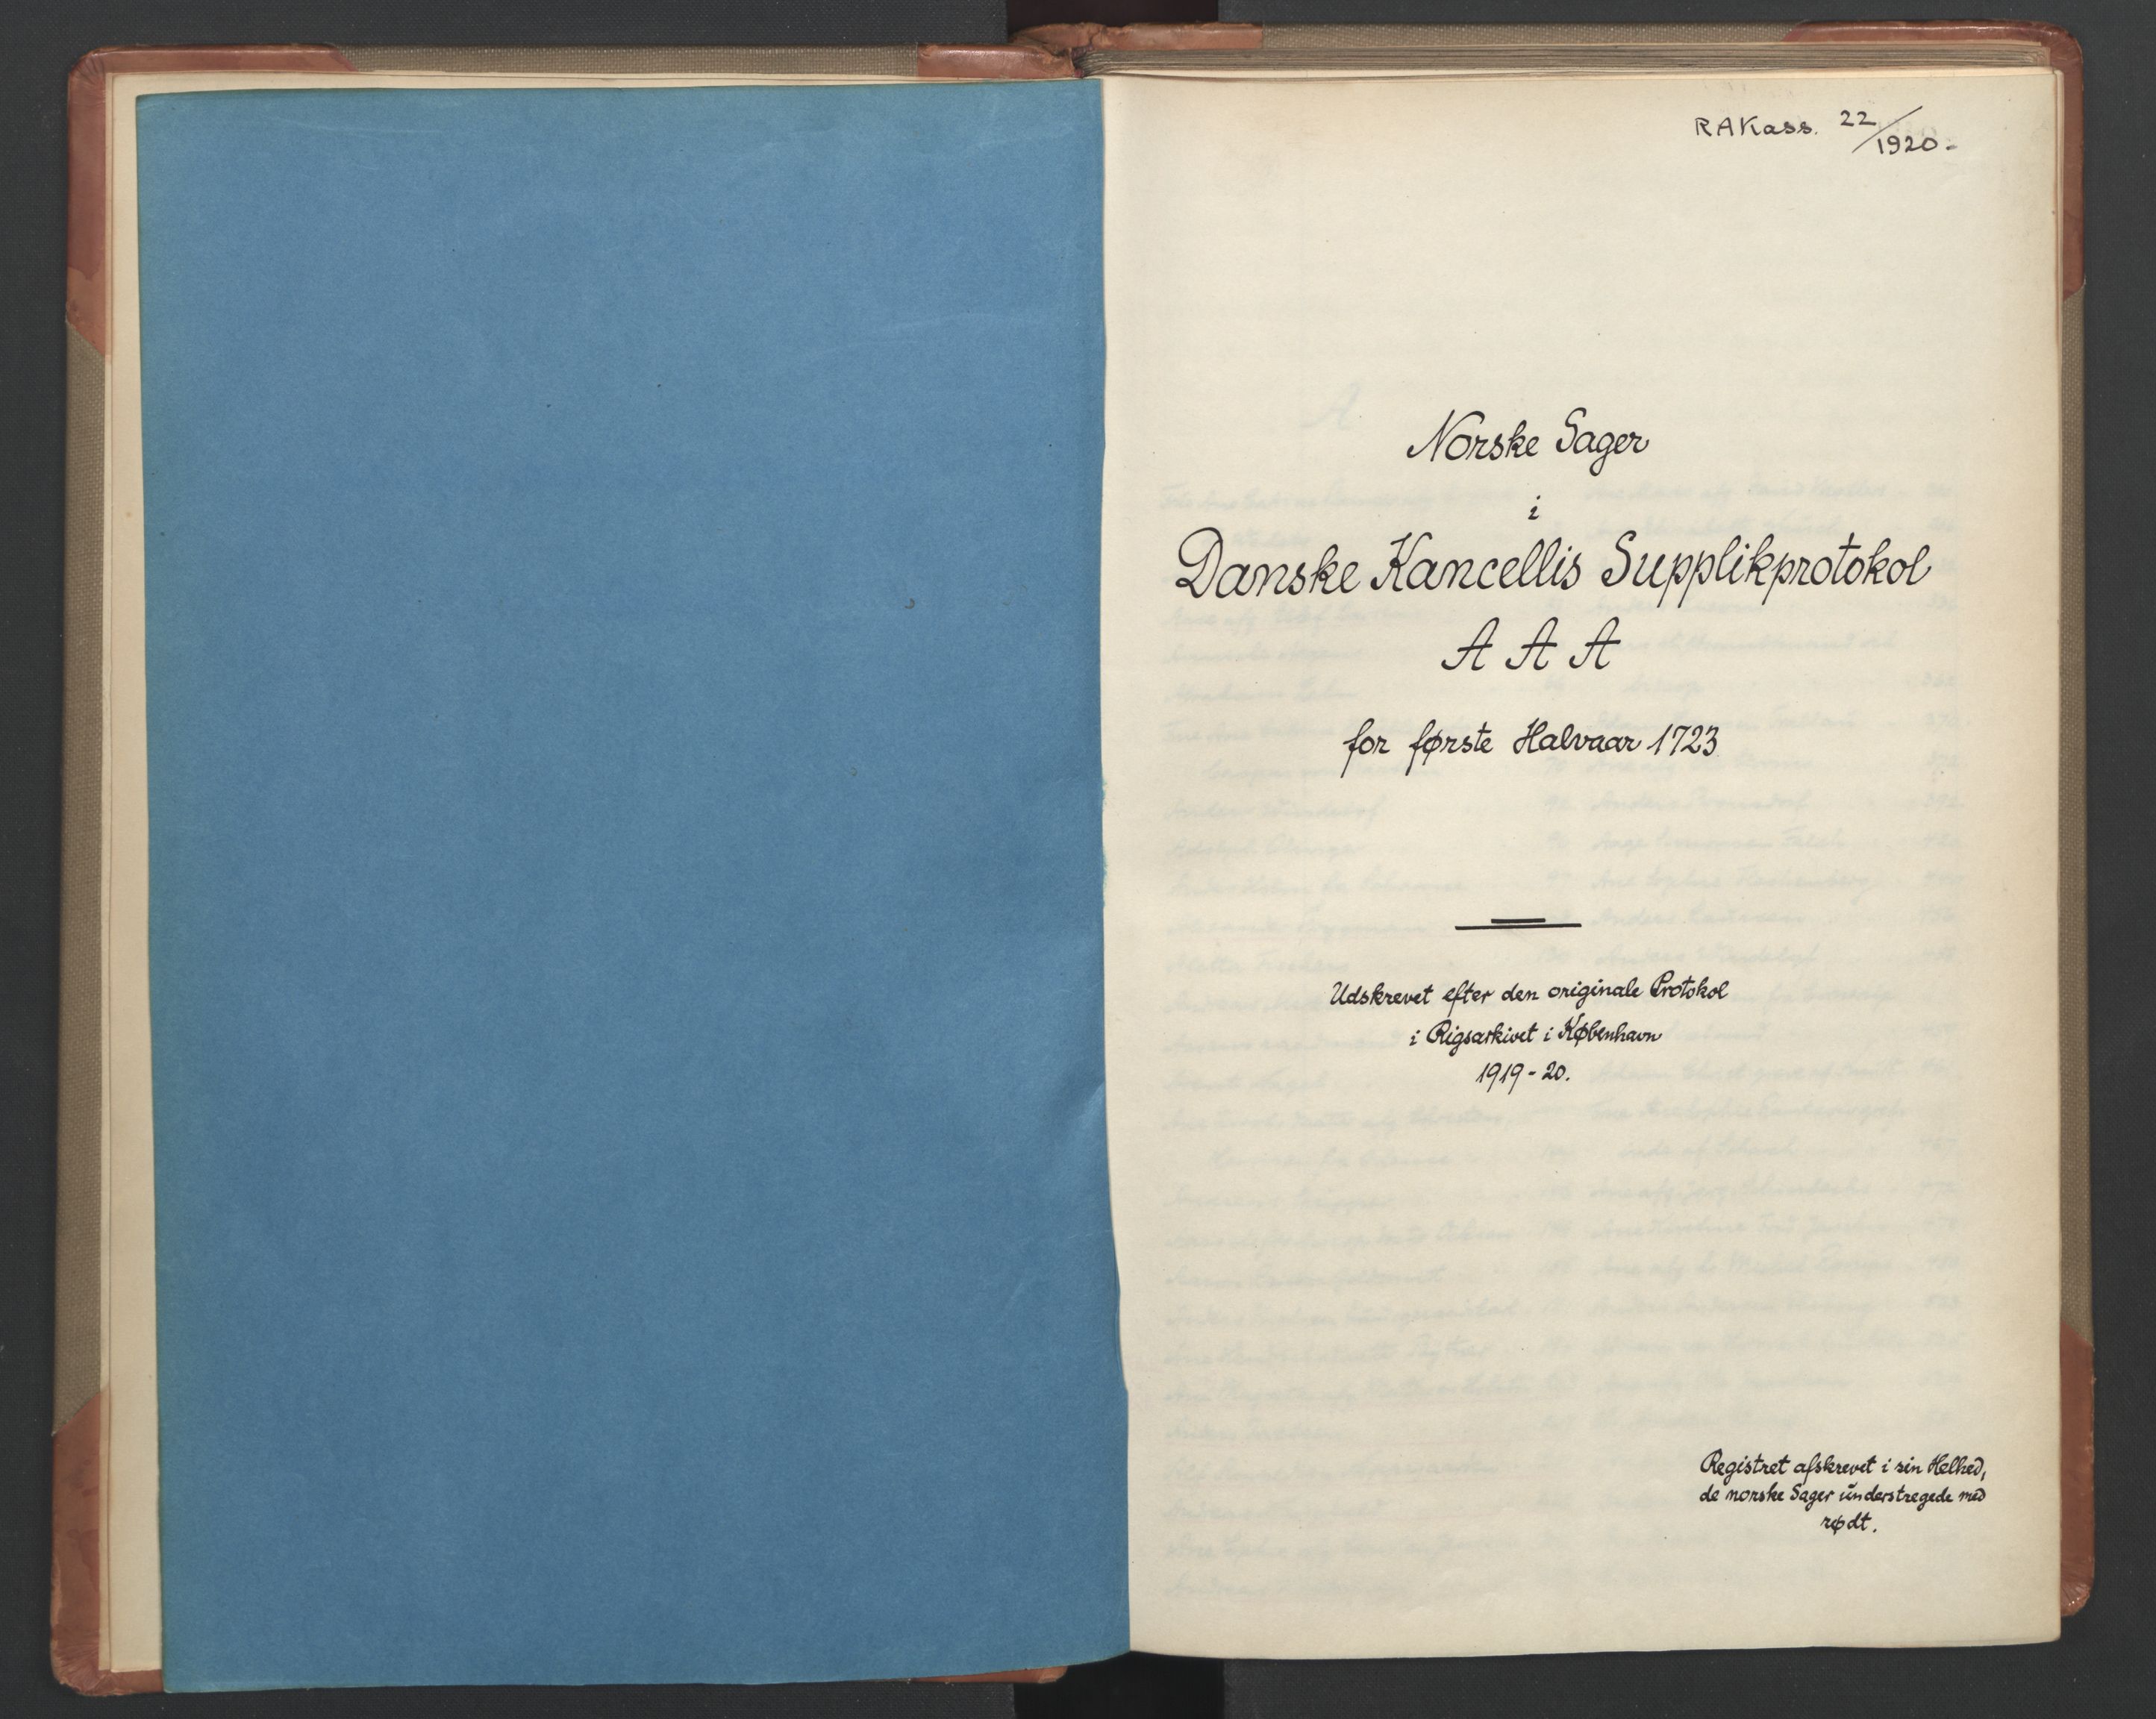 RAKass. 22/1920-
Norske Sager
i
Danske Kancellis Supplikprotokol
A A A
for første Halvaar 1723
Udskrevet efter den originale Protokol
i Rigsarkivet i København
1919-20.
Registret afskrevet i sin Helhed,
de norske Sager understregede med
rødt.